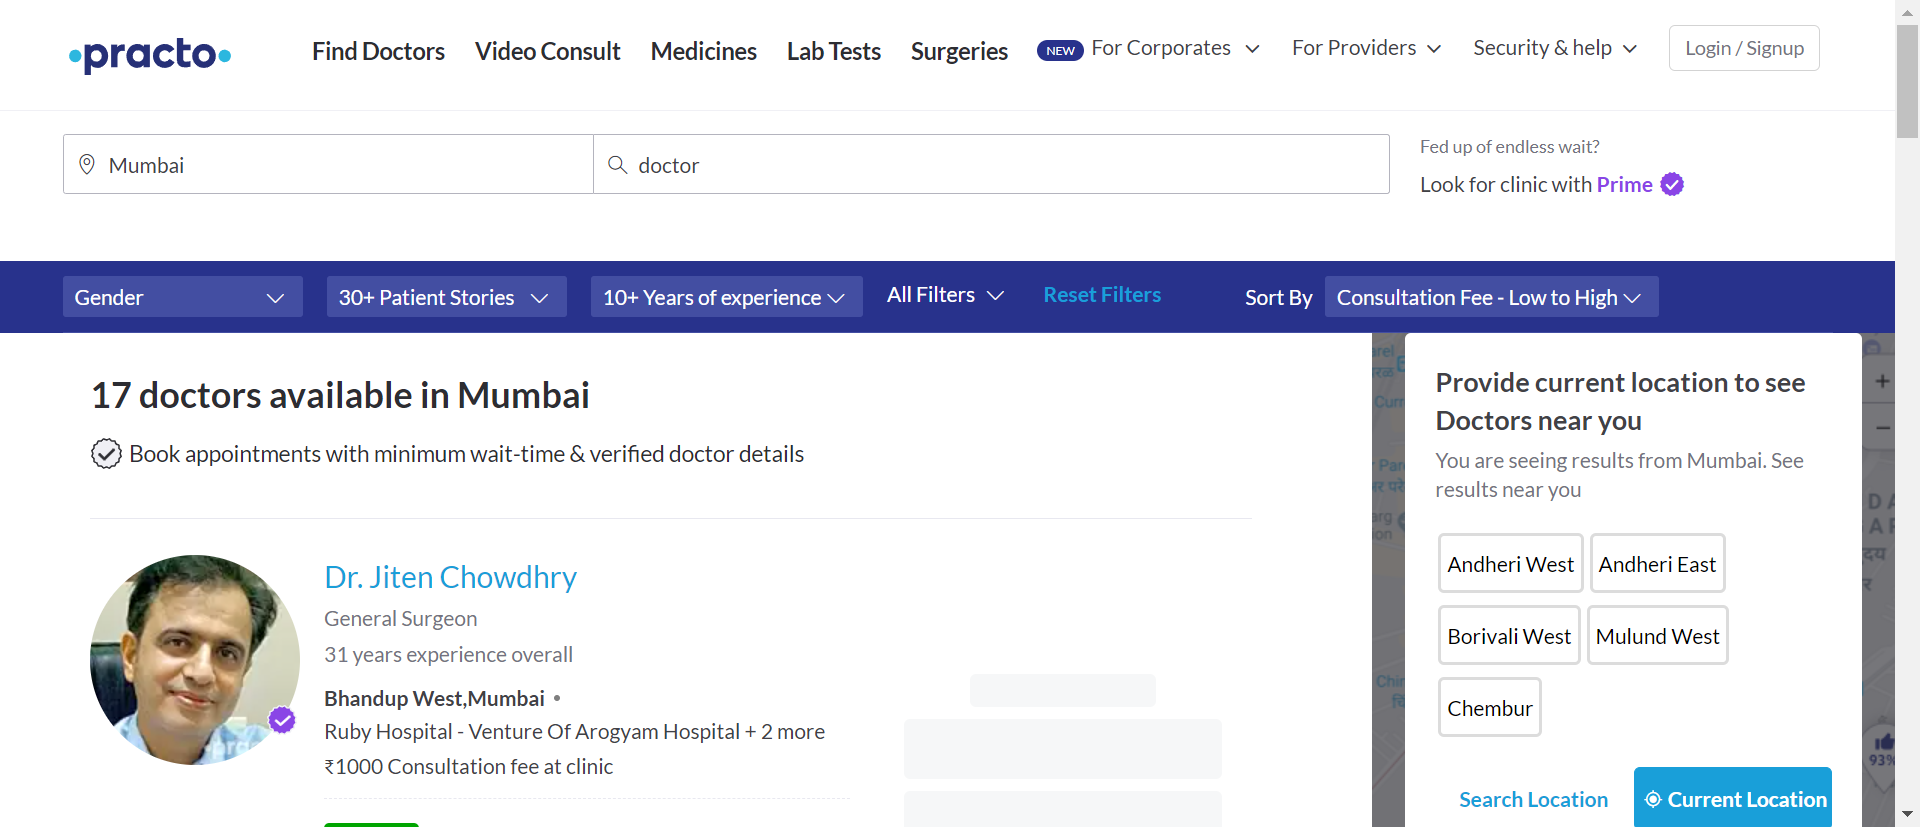 practo
Find Doctors
Video Consult
Medicines
Lab Tests
Surgeries
NEW
For Corporates
For Providers
Security & help
Login / Signup
Mumbai
doctor
Fed up of endless wait?
Look for clinic with Prime
Gender
30+ Patient Stories
10+ Years of experience
All Filters
Reset Filters
Sort By
Consultation Fee - Low to High
17 doctors available in Mumbai
Book appointments with minimum wait-time & verified doctor details
Dr. Jiten Chowdhry
General Surgeon
31 years experience overall
Bhandup West,Mumbai •
Ruby Hospital - Venture Of Arogyam Hospital + 2 more
₹1000 Consultation fee at clinic
Provide current location to see
Doctors near you
You are seeing results from Mumbai. See
results near you
Andheri West
Andheri East
Borivali West
Mulund West
Chembur
Search Location
Current Location
93%